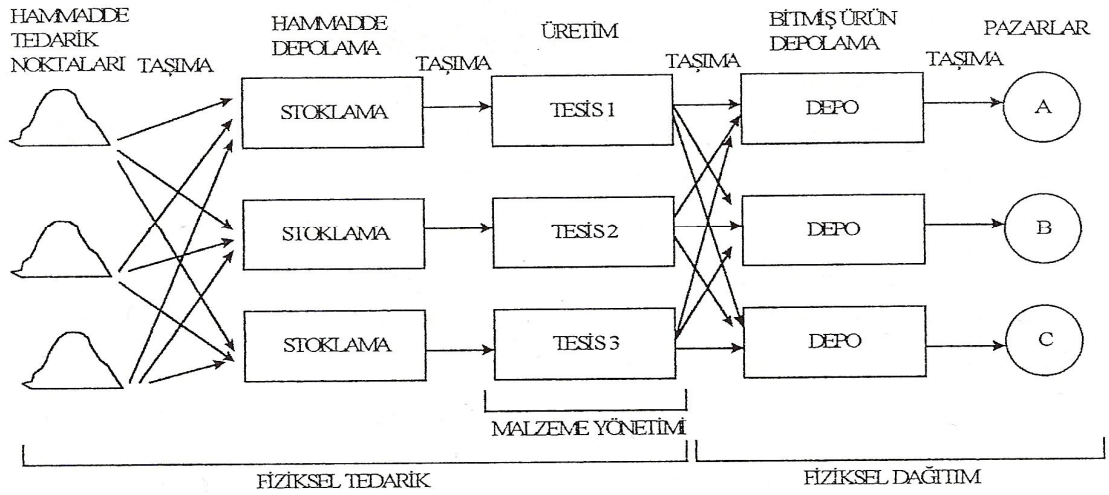 HAMMADDE
TEDARİK
NOKTALARI
TAŞIMA
HAMMADDE
DEPOLAMA
TAŞIMA
ÜRETİM
TAŞIMA
BİTMİŞ ÜRÜN
DEPOLAMA
TAŞIMA
PAZARLAR
STOKLAMA
TESİS 1
DEPO
A
STOKLAMA
TESİS 2
DEPO
B
STOKLAMA
TESİS 3
DEPO
C
MALZEME YÖNETİMİ
FİZİKSEL TEDARİK
FİZİKSEL DAĞITIM